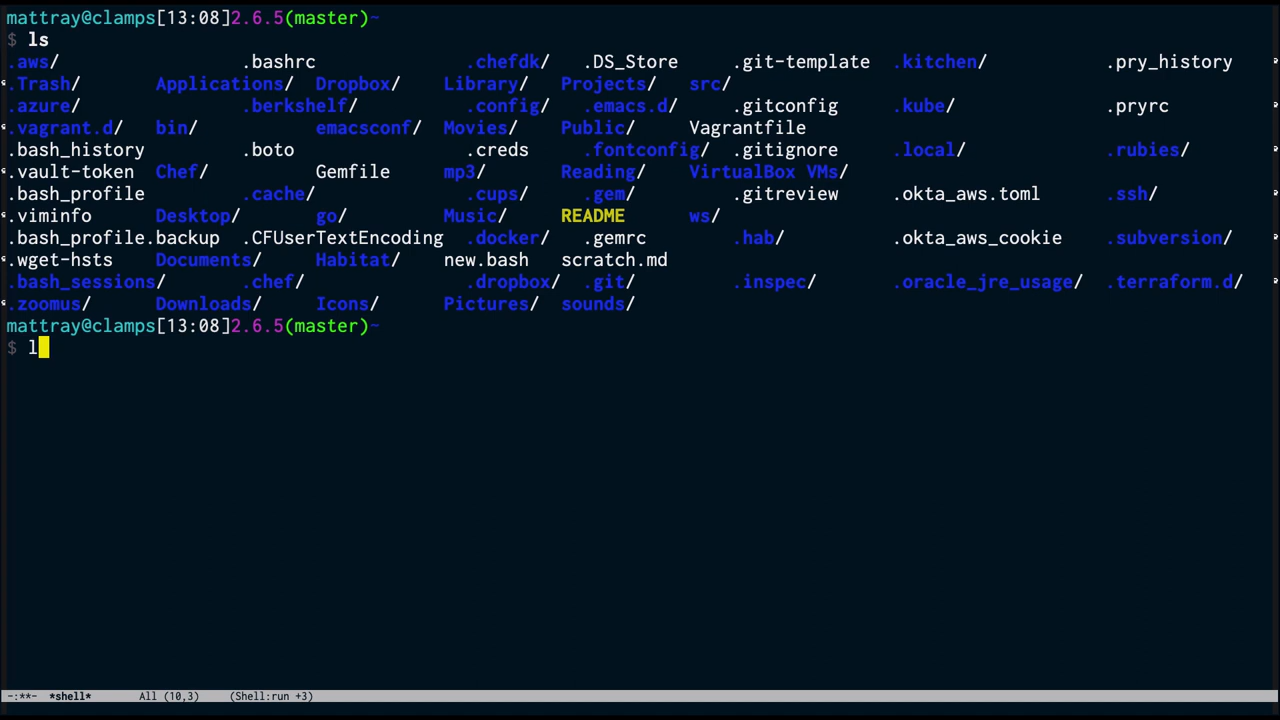 mattray@clamps[13:08]2.6.5(master)~
$ ls
.aws/ .bashrc .chefdk/ .DS_Store .git-template .kitchen/ .pry_history
.Trash/ Applications/ Dropbox/ Library/ Projects/ src/
.azure/ .berkshelf/ .config/ .emacs.d/ .gitconfig .kube/ .pryrc
.vagrant.d/ bin/ emacsconf/ Movies/ Public/ Vagrantfile
.bash_history .boto .creds .fontconfig/ .gitignore .local/ .rubies/
.vault-token Chef/ Gemfile mp3/ Reading/ VirtualBox VMs/
.bash_profile .cache/ .cups/ .gem/ .gitreview .okta_aws.toml .ssh/
.viminfo Desktop/ go/ Music/ README ws/
.bash_profile.backup .CFUserTextEncoding .docker/ .gemrc .hab/ .okta_aws_cookie .subversion/
.wget-hsts Documents/ Habitat/ new.bash scratch.md
.bash_sessions/ .chef/ .dropbox/ .git/ .inspec/ .oracle_jre_usage/ .terraform.d/
.zoomus/ Downloads/ Icons/ Pictures/ sounds/
mattray@clamps[13:08]2.6.5(master)~
$ l
-:**- *shell* All (10,3) (Shell:run +3)